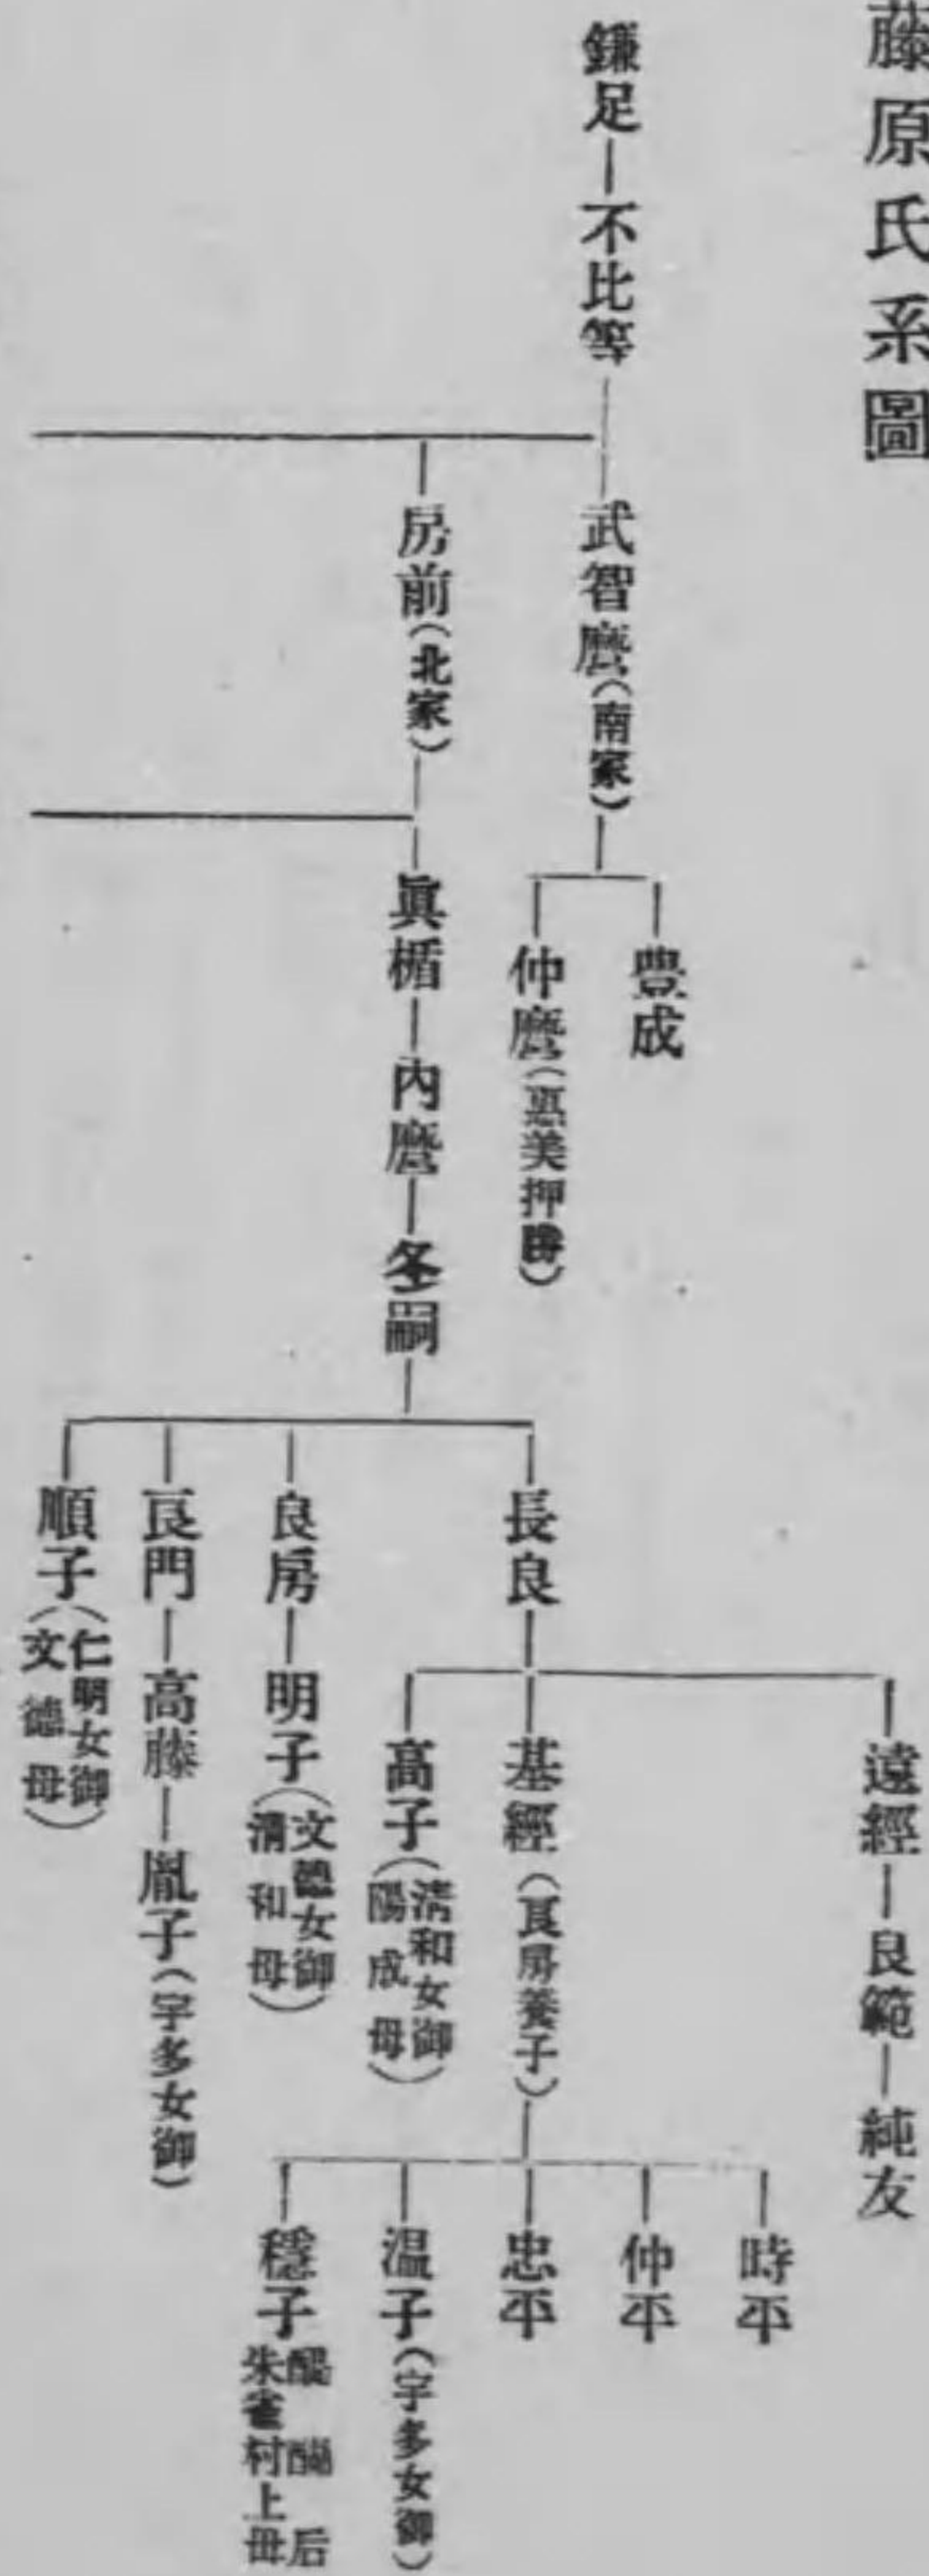 藤原氏系圖
鎌足―不比等
武智麿(南家)
豊成
仲麿(惠美押勝)
房前(北家)
眞楯―內麿―冬嗣
長良
遠經―良範―純友
基經(良房養子)
時平
仲平
忠平
温子(宇多女御)
穩子
醍醐后
朱雀村上母
高子(淸和女御
陽成母)
良房―明子(文德女御
淸和母)
良門―高藤―胤子(宇多女御)
順子(仁明女御
文德母)